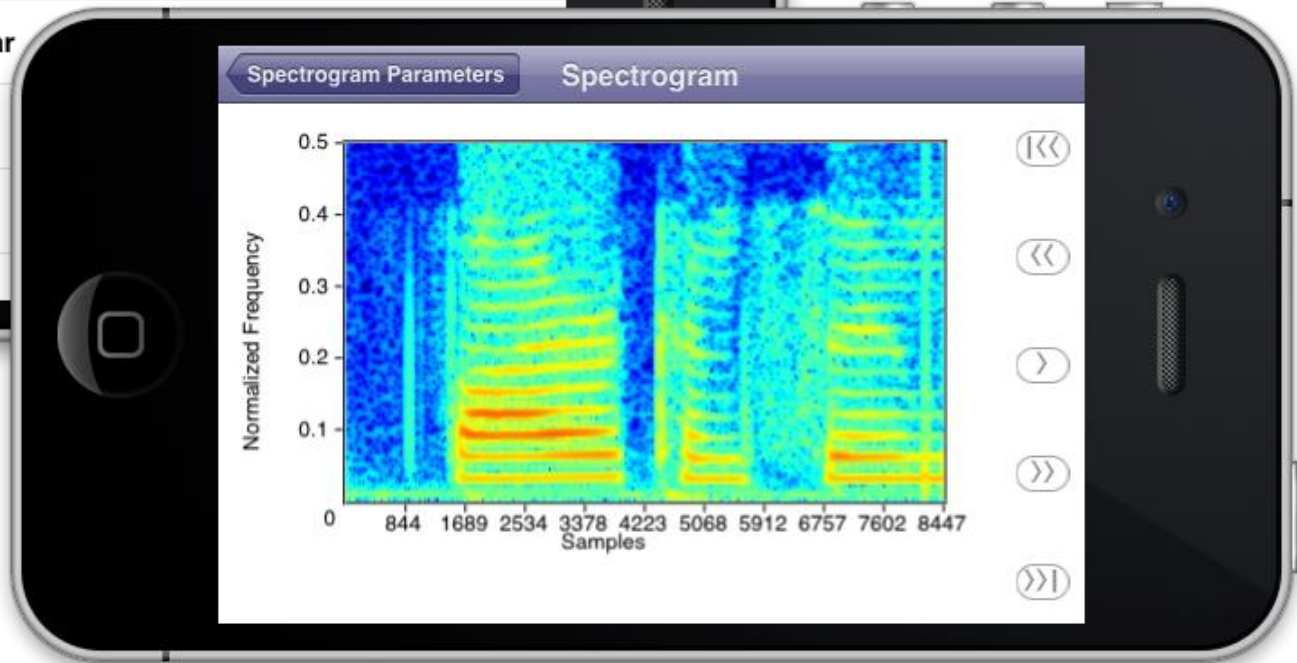 ar
Spectrogram Parameters
Spectrogram
0.5
0.4
0.3
0.2
0.1
0
Normalized Frequency
844 1689 2534 3378 4223 5068 5912 6757 7602 8447
Samples